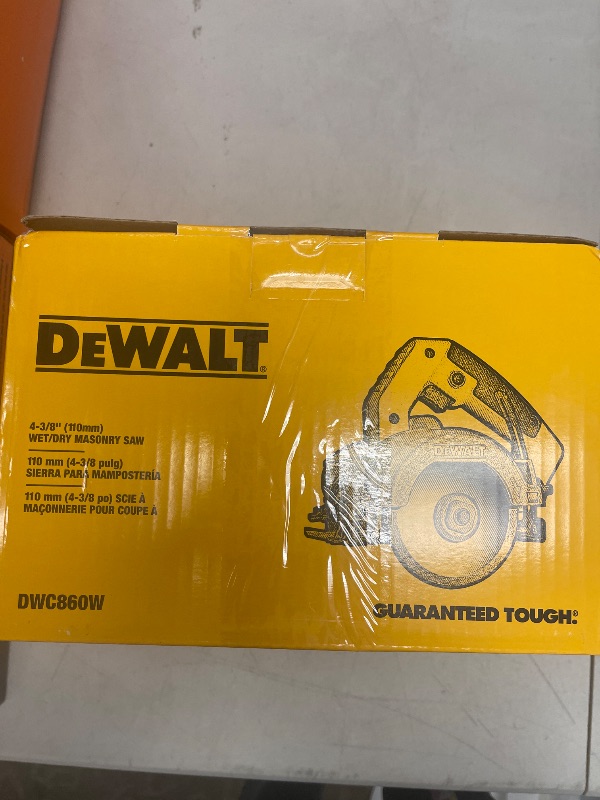 DEWALT®
4-3/8" (110mm)
WET/DRY MASONRY SAW
110 mm (4-3/8 pulg)
SIERRA PARA MAMPOSTERÍA
110 mm (4-3/8 po) SCIE À
MAÇONNERIE POUR COUPE À
DEWALT
DWC860W
GUARANTEED TOUGH.®